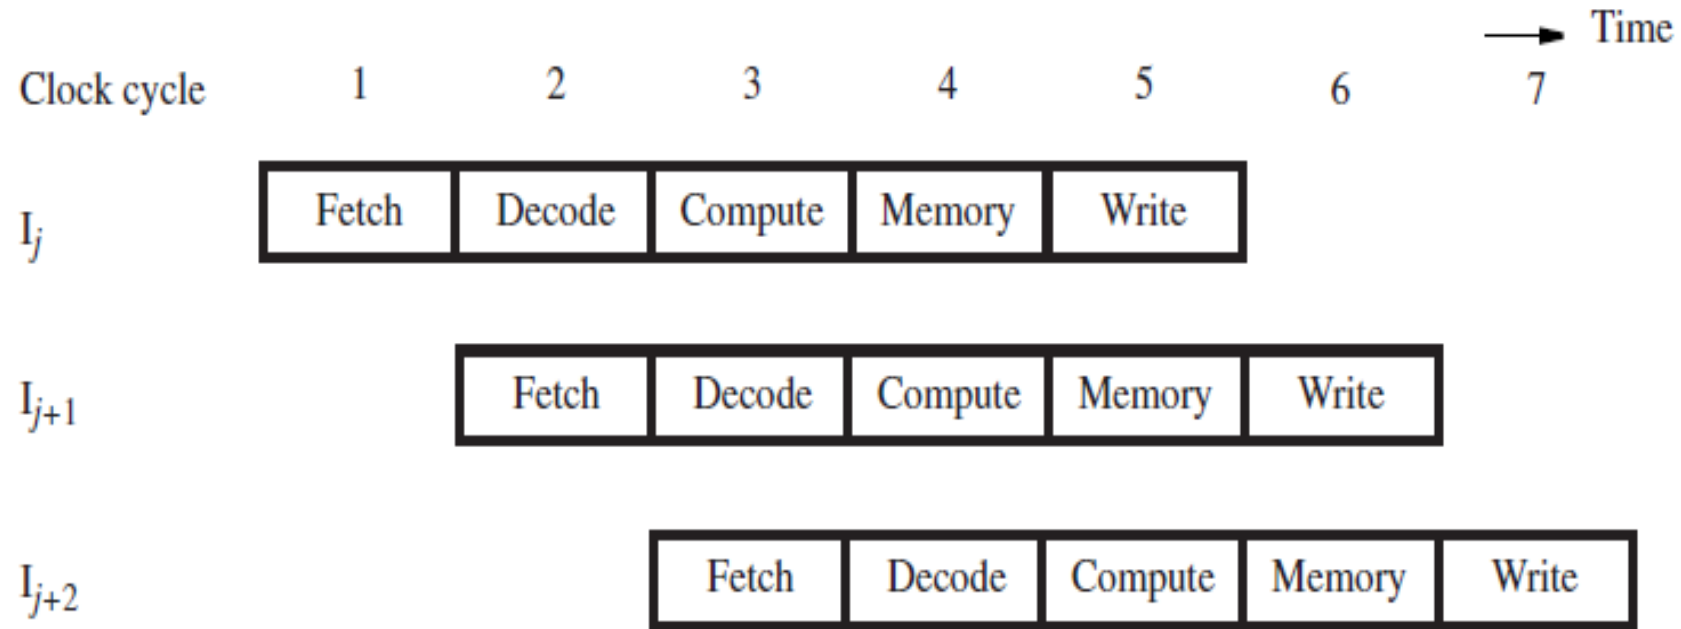 Time
Clock cycle 1 2 3 4 5 6 7
Ij Fetch Decode Compute Memory Write
Ij+1 Fetch Decode Compute Memory Write
Ij+2 Fetch Decode Compute Memory Write